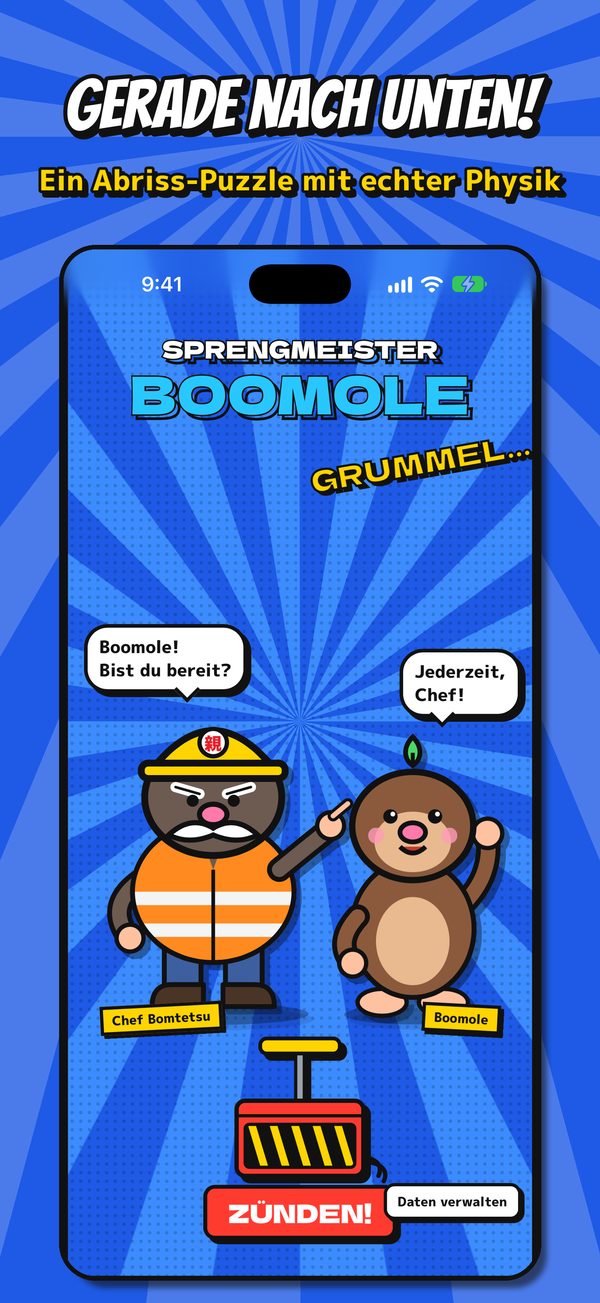 GERADE NACH UNTEN!
Ein Abriss-Puzzle mit echter Physik
9:41
SPRENGMEISTER
BOOMOLE
GRUMMEL...
Boomole!
Bist du bereit?
Jederzeit,
Chef!
親
Chef Bomtetsu
Boomole
ZÜNDEN!
Daten verwalten